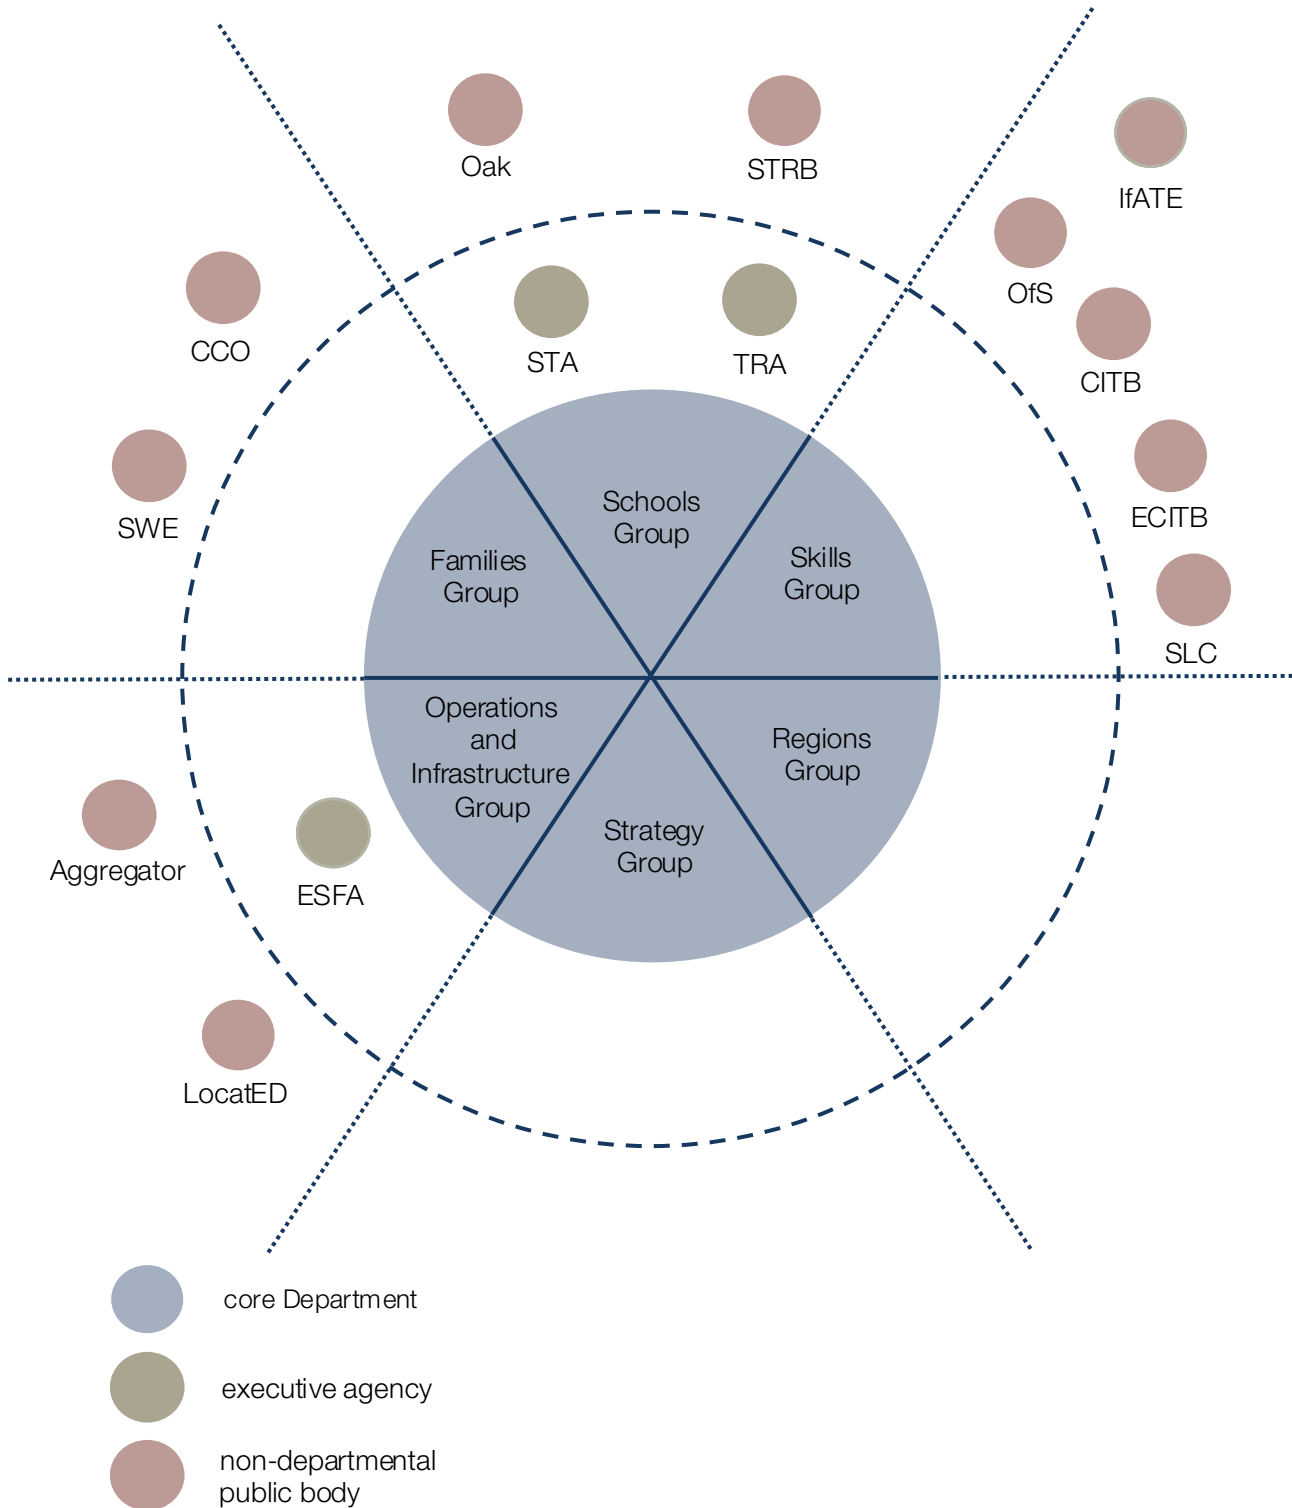 Oak
STRB
IfATE
OfS
CCO
STA
TRA
CITB
SWE
Schools
Group
Families
Group
Skills
Group
ECITB
SLC
Operations
and
Infrastructure
Group
Regions
Group
Strategy
Group
Aggregator
ESFA
LocatED
core Department
executive agency
non-departmental
public body